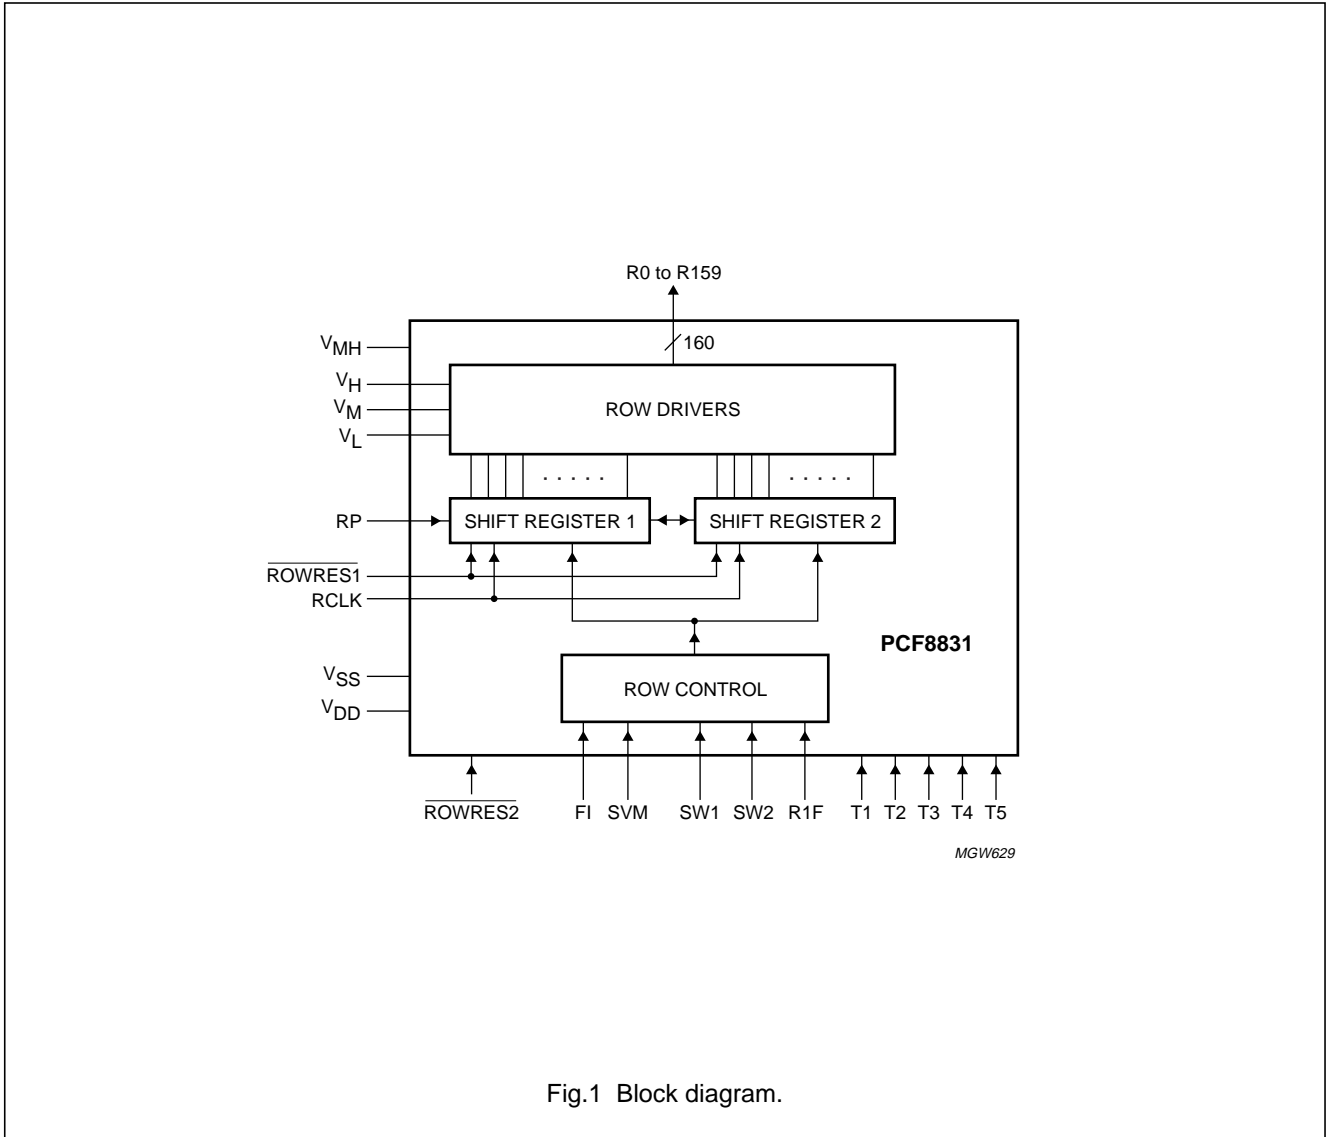 R0 to R159
160
VMH
VH
VM
VL
ROW DRIVERS
. . . . . . . . . .
RP
SHIFT REGISTER 1
SHIFT REGISTER 2
ROWRES1
RCLK
PCF8831
VSS
VDD
ROW CONTROL
ROWRES2 FI SVM SW1 SW2 R1F T1 T2 T3 T4 T5
MGW629
Fig.1 Block diagram.